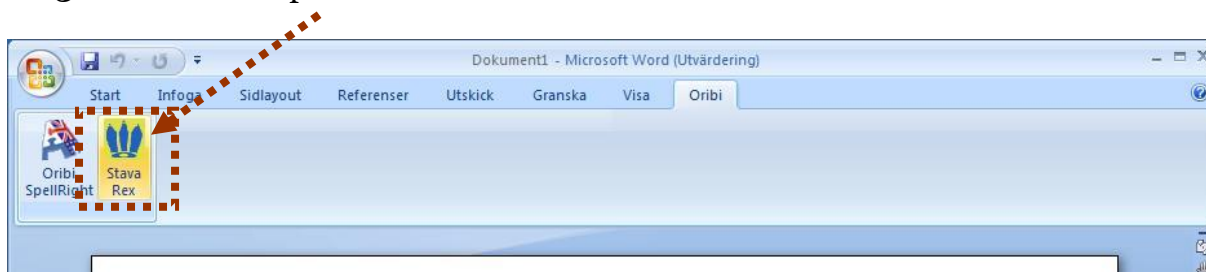 Dokument1 - Microsoft Word (Utvärdering)
Start Infoga Sidlayout Referenser Utskick Granska Visa Oribi
Oribi SpellRight
Stava Rex